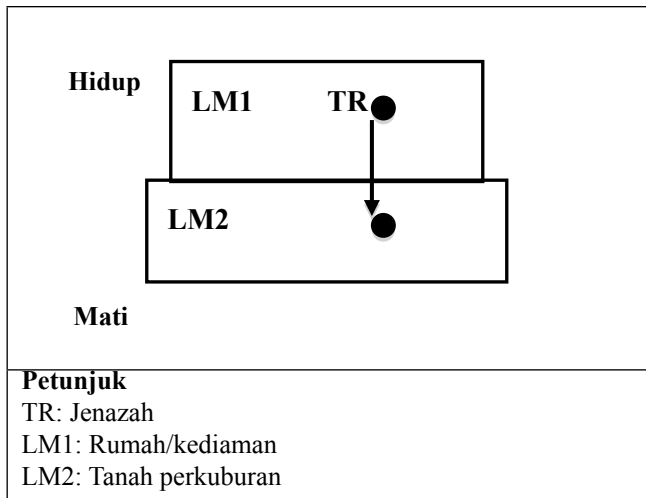 Hidup
LM1 TR
LM2
Mati
Petunjuk
TR: Jenazah
LM1: Rumah/kediaman
LM2: Tanah perkuburan